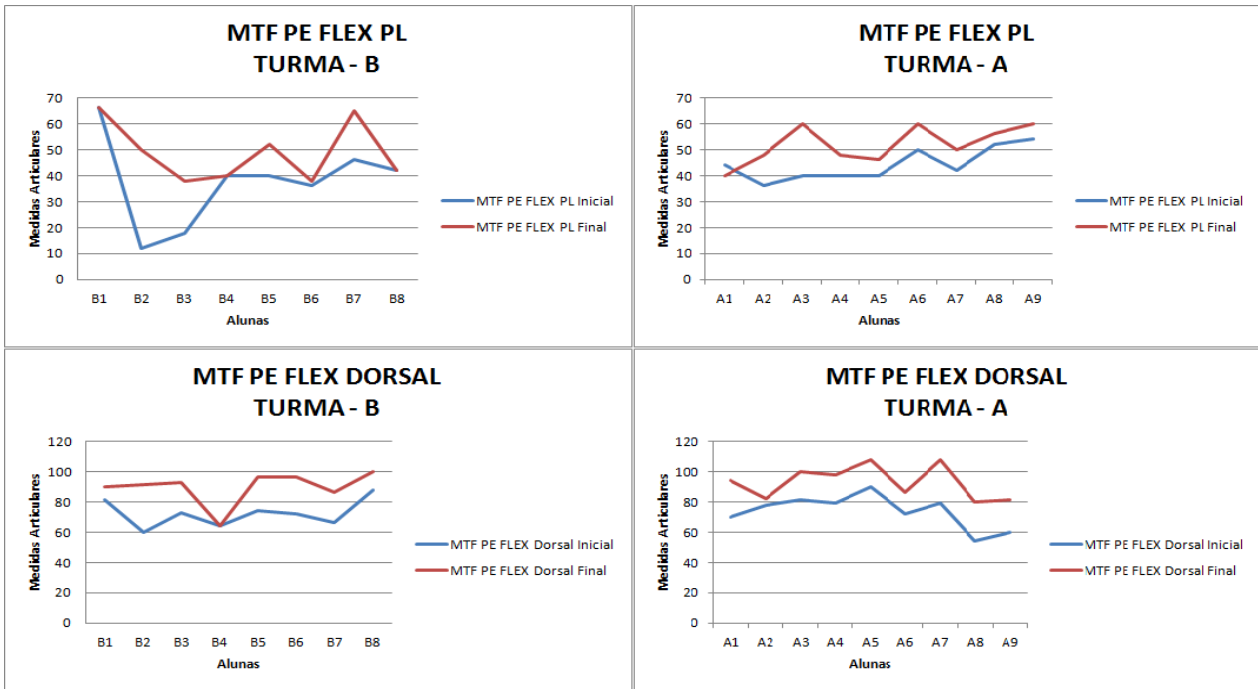 MTF PE FLEX PL
TURMA - B
70
60
50
40
30
20
10
0
Medidas Articulares
B1 B2 B3 B4 B5 B6 B7 B8
Alunas
MTF PE FLEX PL Inicial
MTF PE FLEX PL Final
MTF PE FLEX PL
TURMA - A
70
60
50
40
30
20
10
0
Medidas Articulares
A1 A2 A3 A4 A5 A6 A7 A8 A9
Alunas
MTF PE FLEX PL Inicial
MTF PE FLEX PL Final
MTF PE FLEX DORSAL
TURMA - B
120
100
80
60
40
20
0
Medidas Articulares
B1 B2 B3 B4 B5 B6 B7 B8
Alunas
MTF PE FLEX Dorsal Inicial
MTF PE FLEX Dorsal Final
MTF PE FLEX DORSAL
TURMA - A
120
100
80
60
40
20
0
Medidas Articulares
A1 A2 A3 A4 A5 A6 A7 A8 A9
Alunas
MTF PE FLEX Dorsal Inicial
MTF PE FLEX Dorsal Final